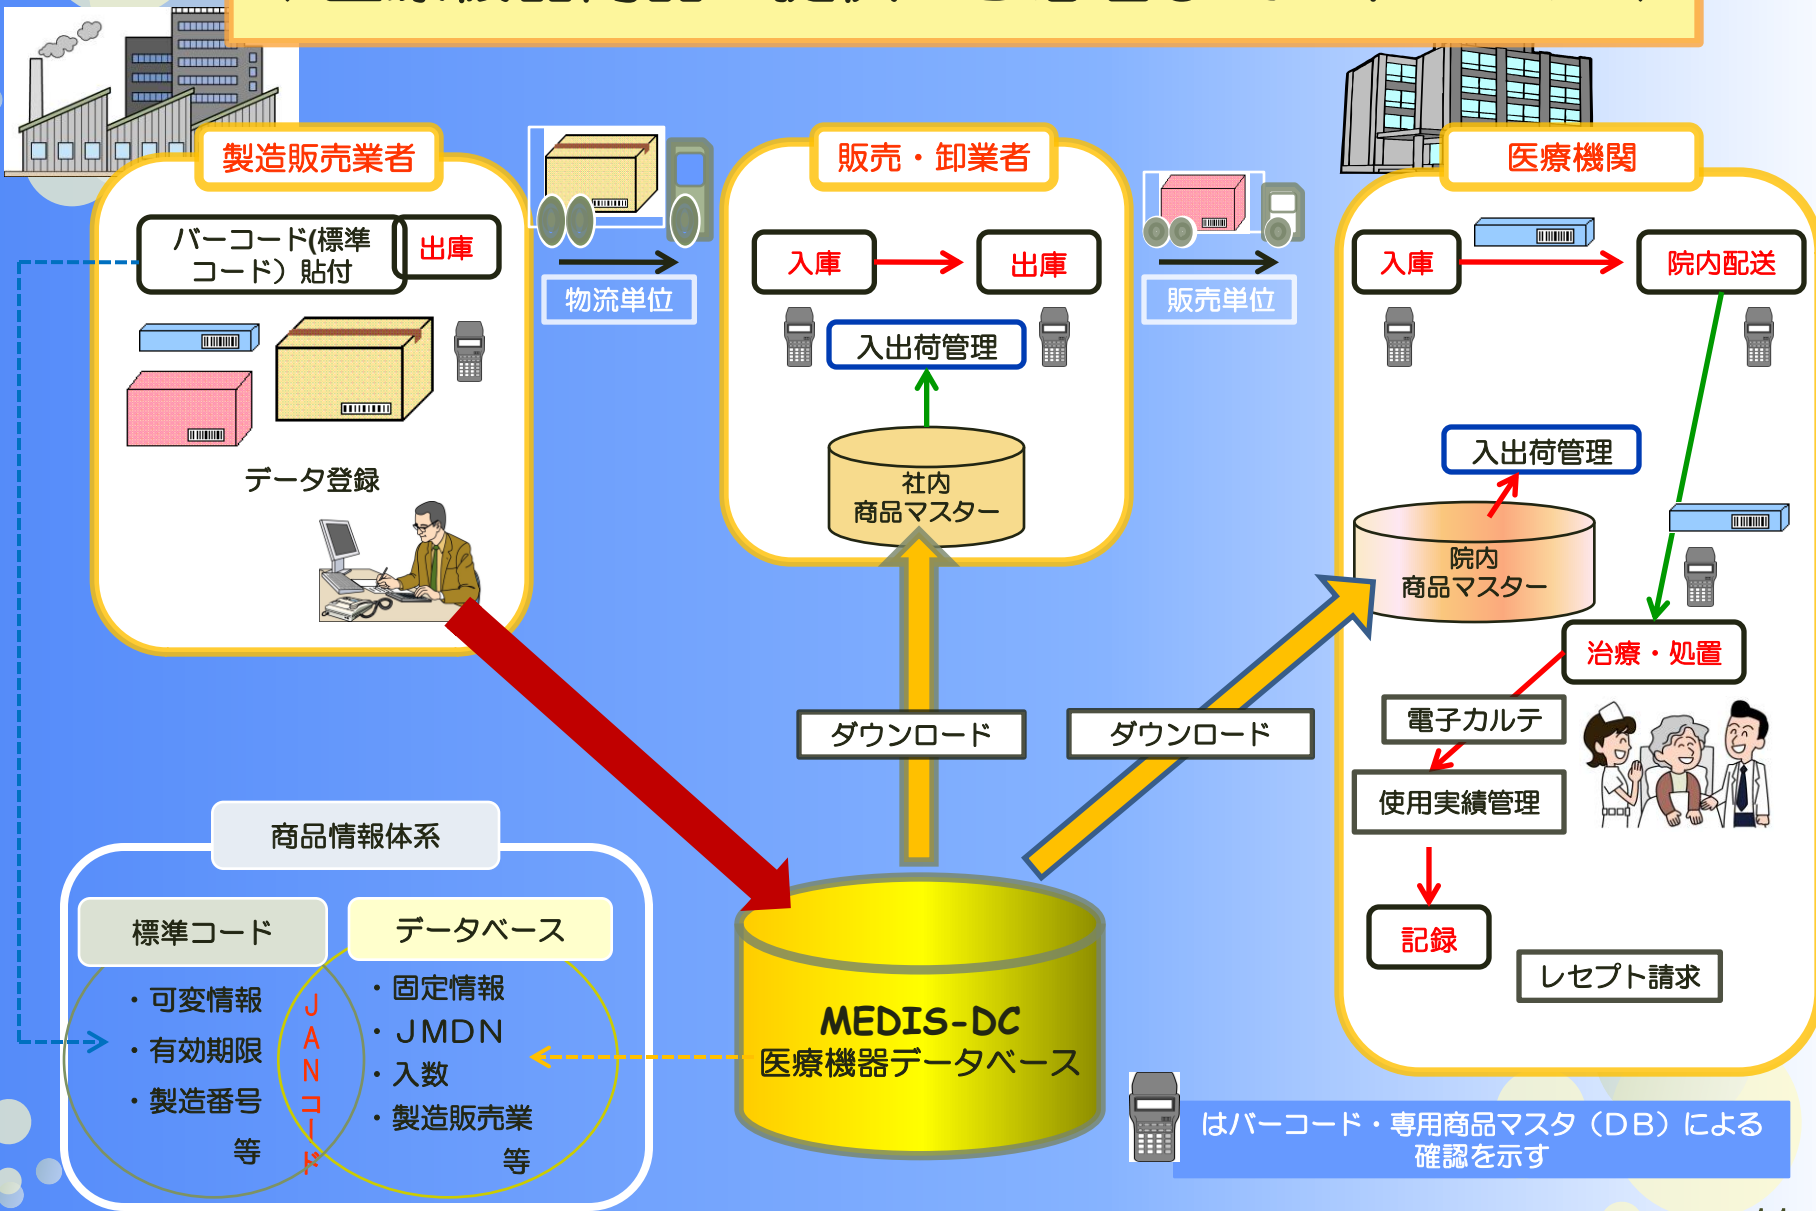 製造販売業者
バーコード(標準
コード）貼付
出庫
データ登録
物流単位
販売・卸業者
入庫
出庫
入出荷管理
社内
商品マスター
販売単位
医療機関
入庫
院内配送
入出荷管理
院内
商品マスター
治療・処置
電子カルテ
使用実績管理
記録
レセプト請求
ダウンロード
ダウンロード
商品情報体系
標準コード
・可変情報
・有効期限
・製造番号
等
JANコード
データベース
・固定情報
・ＪＭＤＮ
・入数
・製造販売業
等
MEDIS-DC
医療機器データベース
はバーコード・専用商品マスタ（ＤＢ）による
確認を示す